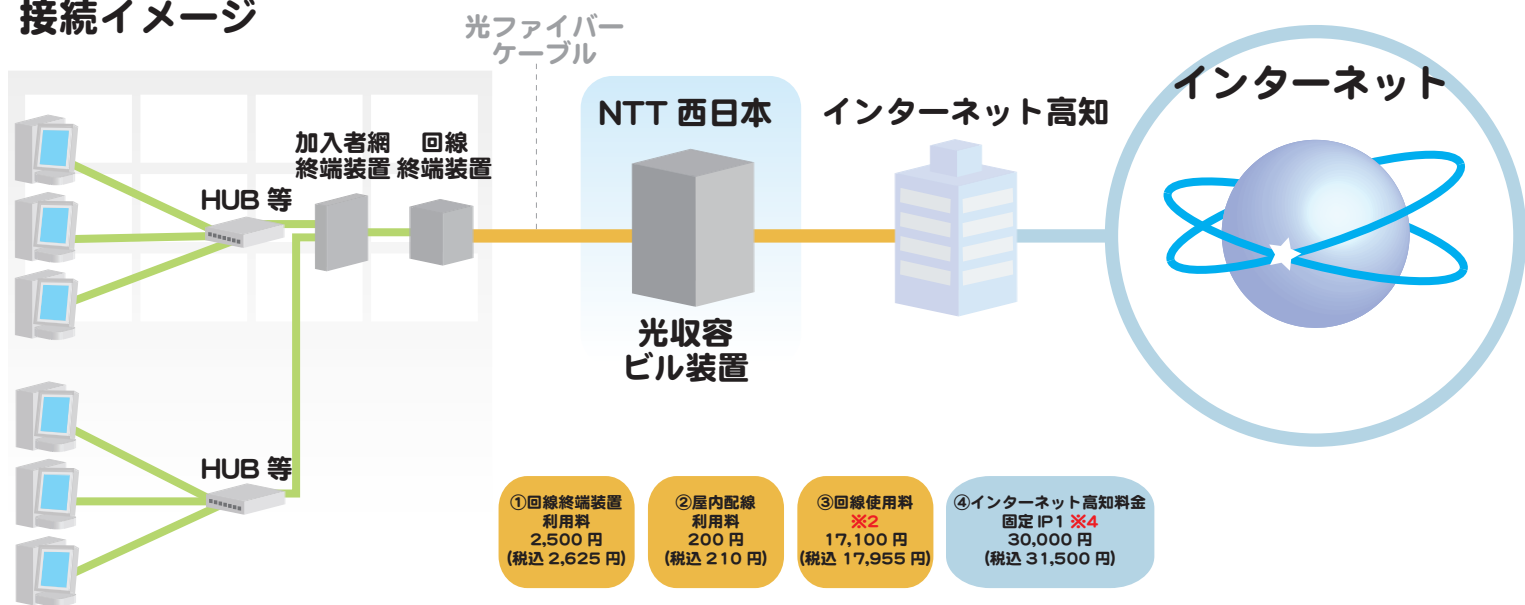 接続イメージ
光ファイバー
ケーブル
インターネット
NTT 西日本
インターネット高知
加入者網
終端装置
回線
終端装置
HUB 等
光収容
ビル装置
HUB 等
①回線終端装置
利用料
2,500 円
(税込 2,625 円)
②屋内配線
利用料
200 円
(税込 210 円)
③回線使用料
※2
17,100 円
(税込 17,955 円)
④インターネット高知料金
固定 IP1 ※4
30,000 円
(税込 31,500 円)